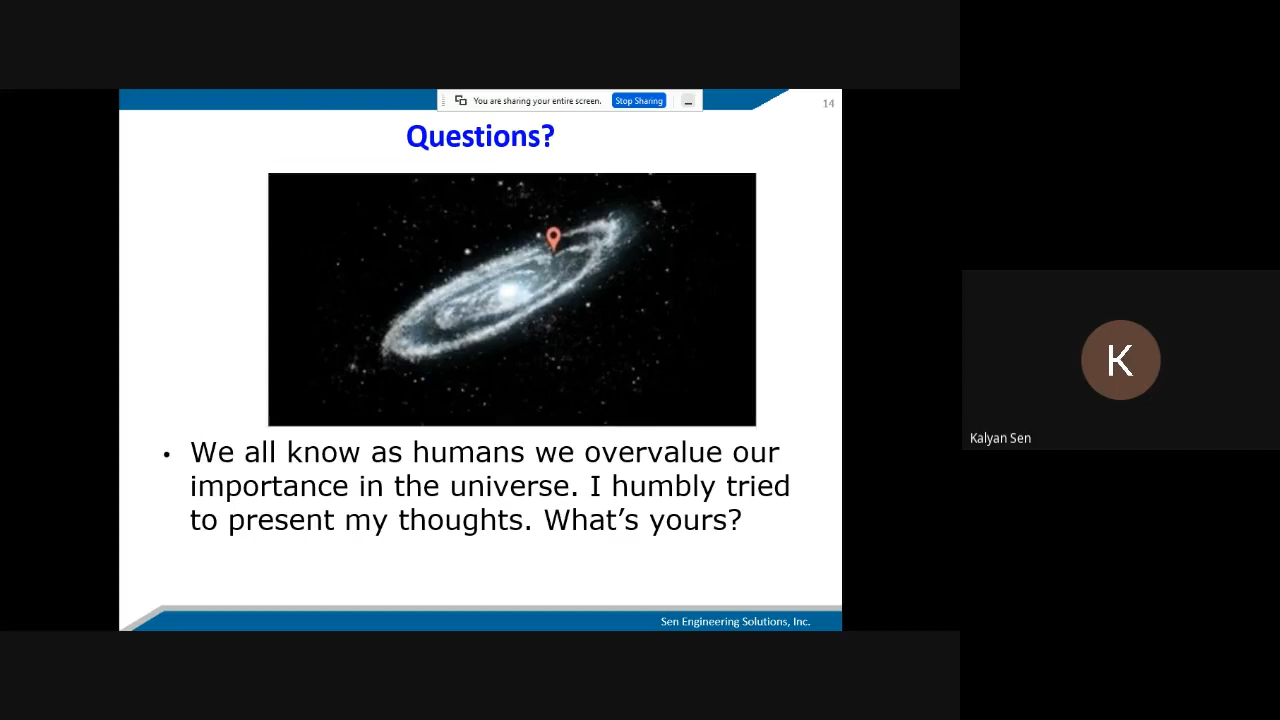 You are sharing your entire screen. Stop Sharing
14
Questions?
• We all know as humans we overvalue our
importance in the universe. I humbly tried
to present my thoughts. What’s yours?
K
Kalyan Sen
Sen Engineering Solutions, Inc.